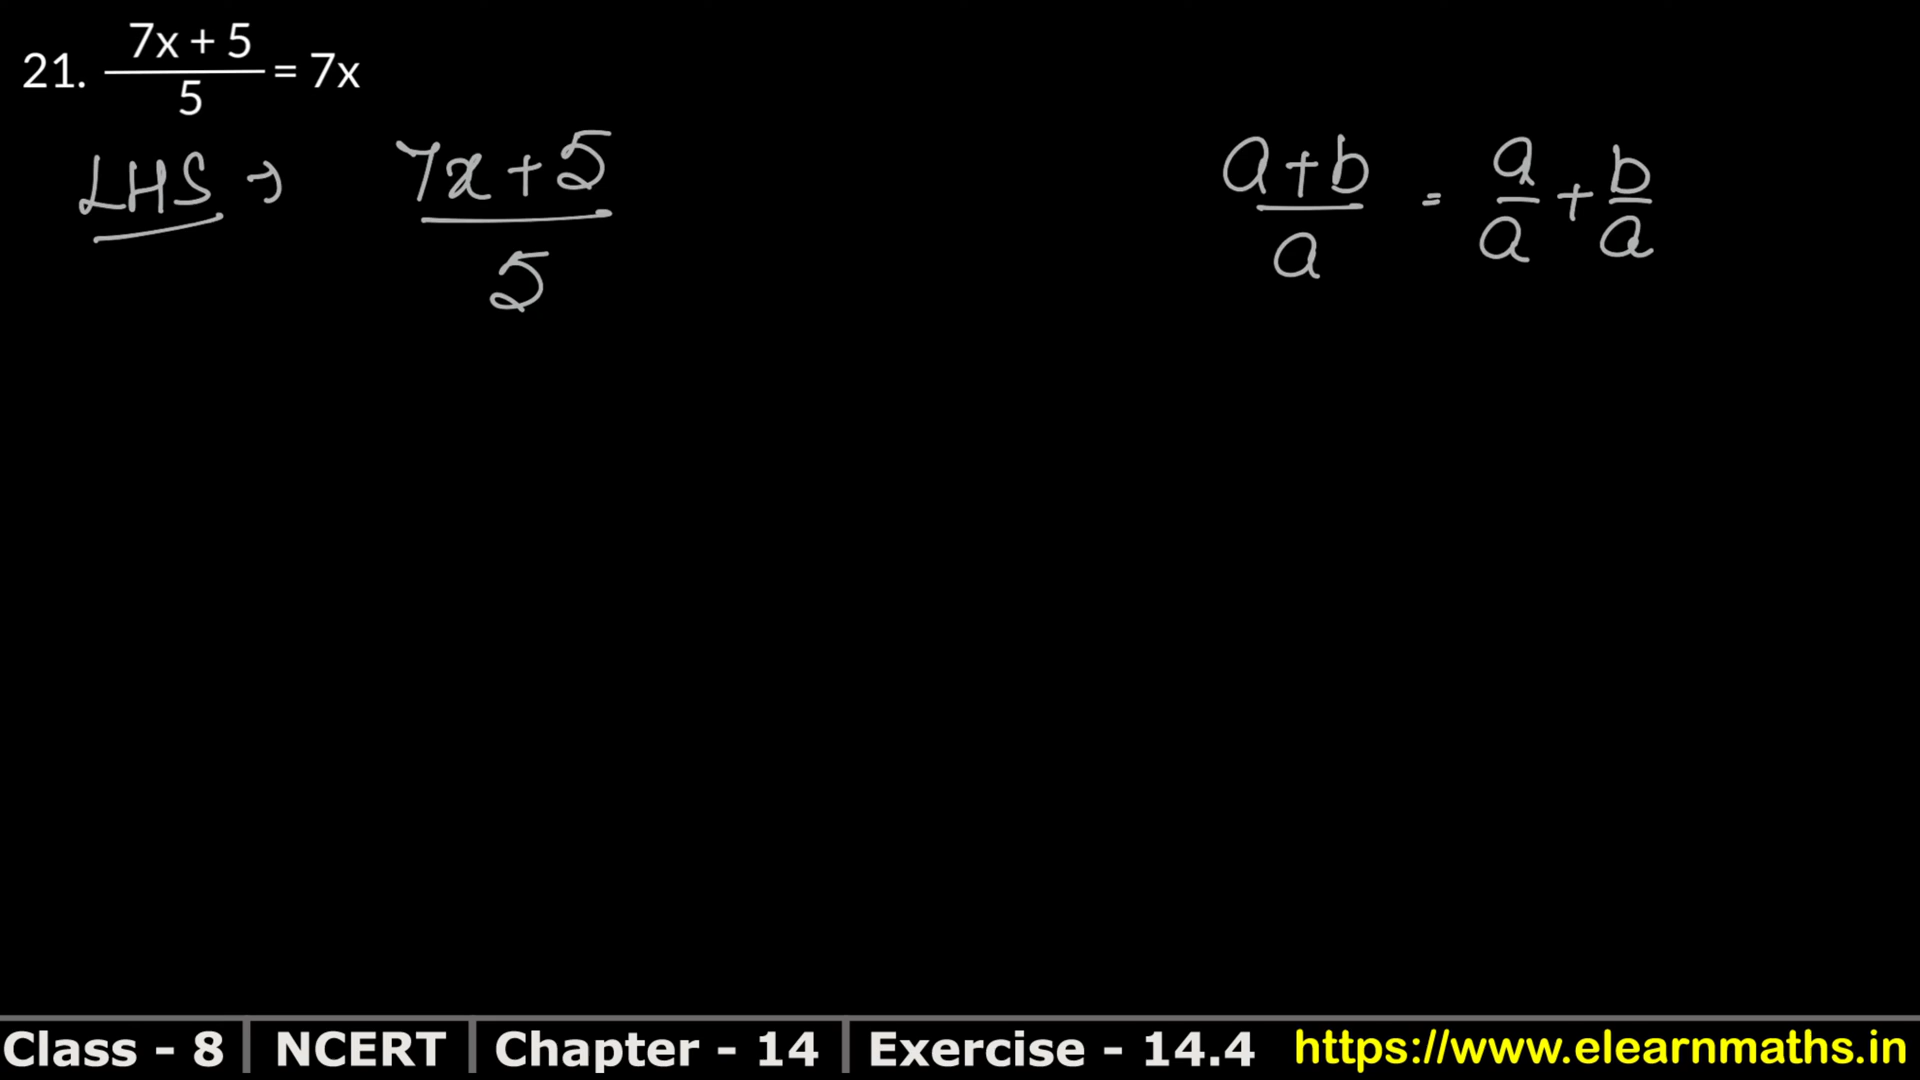 21. (7x + 5)/5 = 7x
LHS → (7x + 5)/5
(a + b)/a = a/a + b/a
Class - 8 | NCERT | Chapter - 14 | Exercise - 14.4 https://www.elearnmaths.in